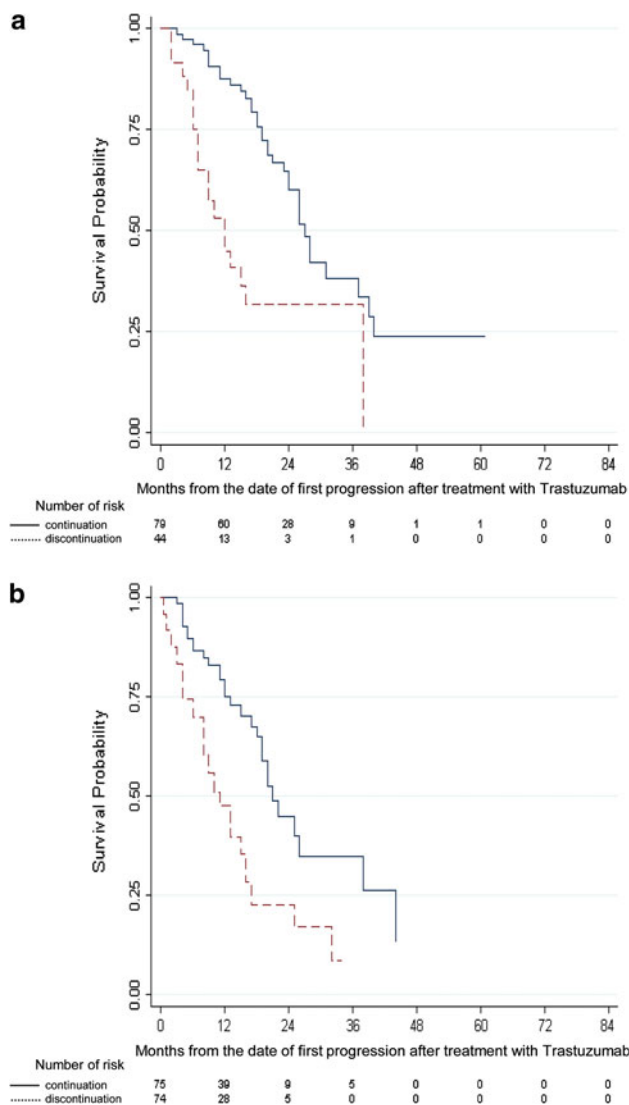 a
1.00
0.75
0.50
0.25
0.00
Survival Probability
0 12 24 36 48 60 72 84
Months from the date of first progression after treatment with Trastuzumab
Number of risk
continuation 79 60 28 9 1 1 0 0
discontinuation 44 13 3 1 0 0 0 0
b
1.00
0.75
0.50
0.25
0.00
Survival Probability
0 12 24 36 48 60 72 84
Months from the date of first progression after treatment with Trastuzumab
Number of risk
continuation 75 39 9 5 0 0 0 0
discontinuation 74 28 5 0 0 0 0 0